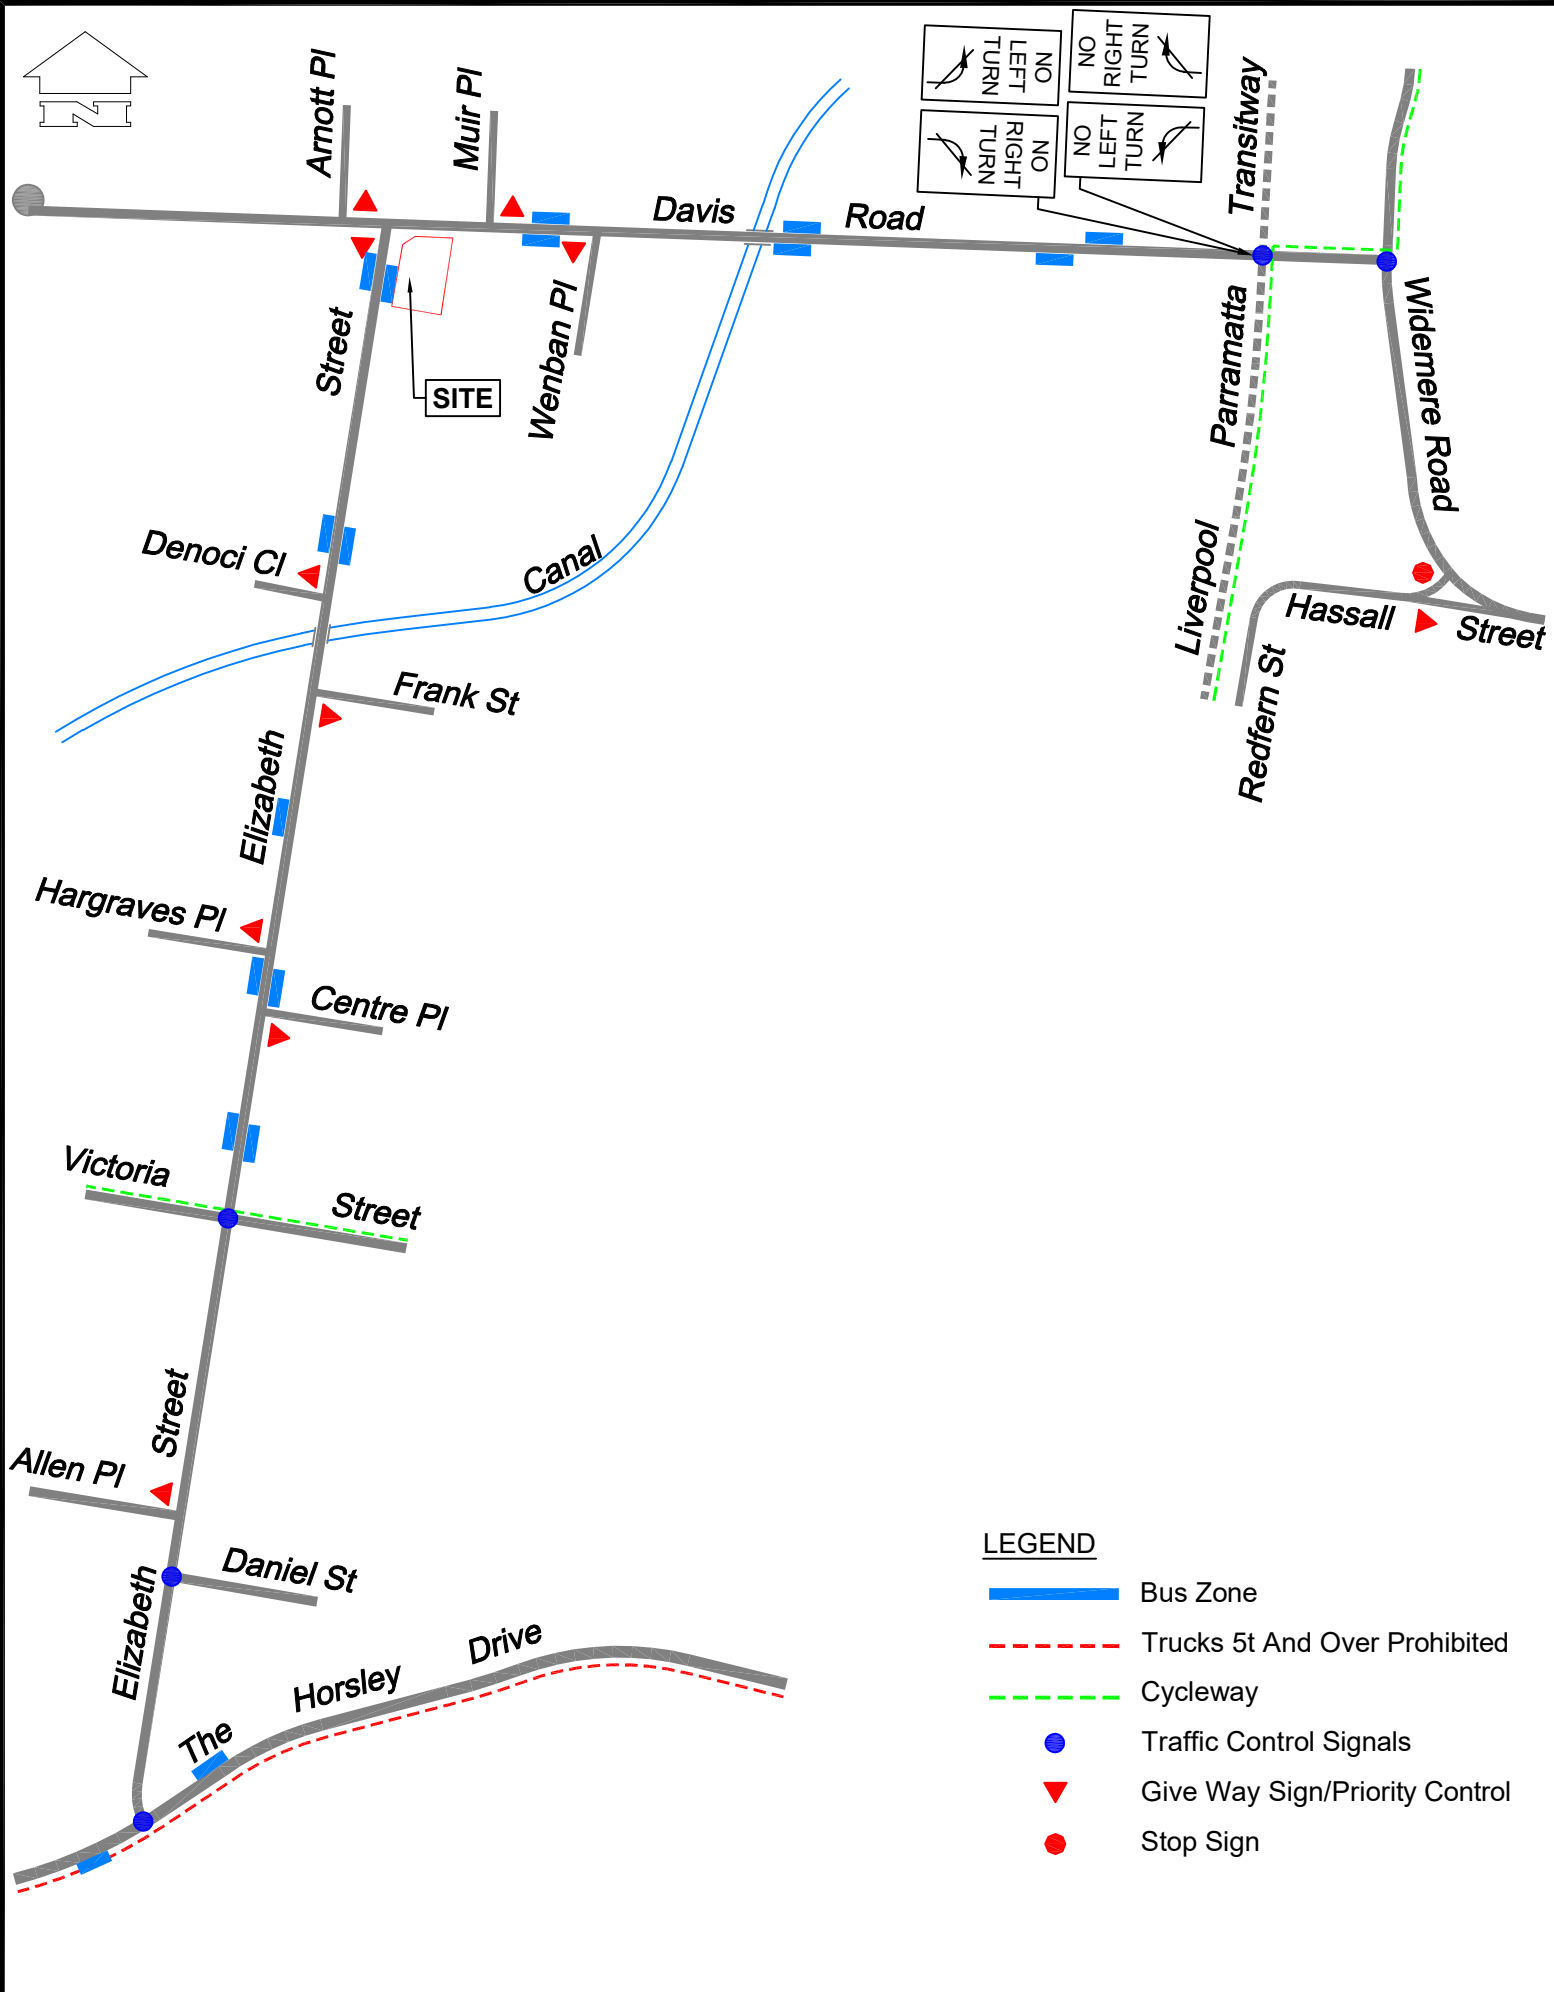 N
Arnott Pl
Muir Pl
NO
LEFT
TURN
NO
RIGHT
TURN
NO
RIGHT
TURN
NO
LEFT
TURN
Transitway
Davis
Road
Parramatta
Liverpool
Widemere Road
Street
SITE
Wenban Pl
Denoci Cl
Canal
Hassall
Street
Redfern St
Frank St
Elizabeth
Hargraves Pl
Centre Pl
Victoria
Street
Street
Allen Pl
Daniel St
Elizabeth
The
Horsley
Drive
LEGEND
Bus Zone
Trucks 5t And Over Prohibited
Cycleway
Traffic Control Signals
Give Way Sign/Priority Control
Stop Sign